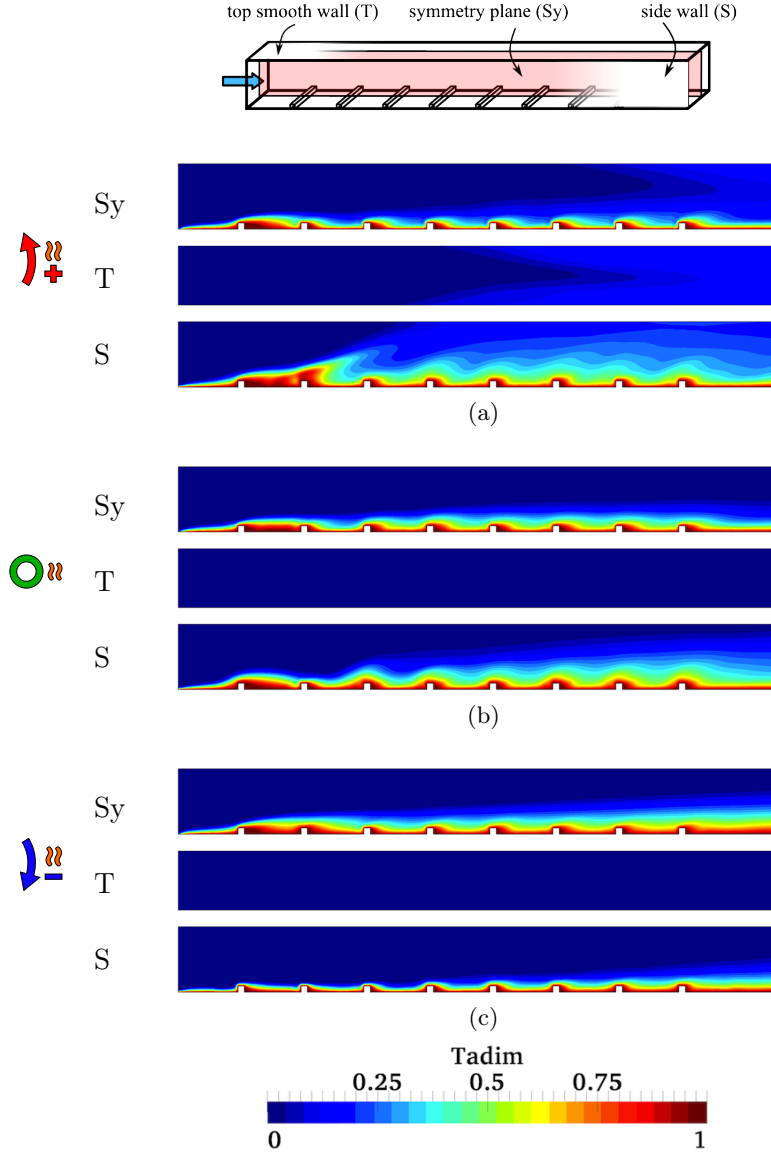 top smooth wall (T) symmetry plane (Sy) side wall (S)
Sy
T
S
(a)
Sy
T
S
(b)
Sy
T
S
(c)
Tadim
0.25 0.5 0.75
0 1